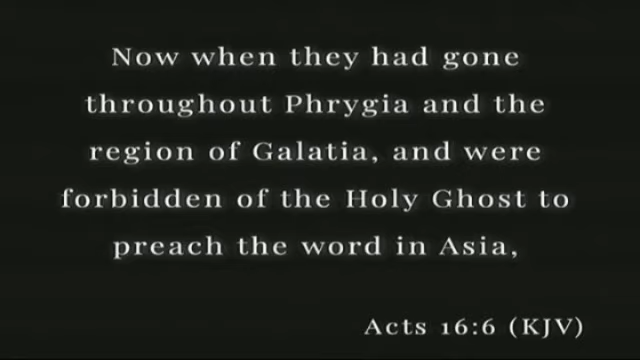 Now when they had gone
throughout Phrygia and the
region of Galatia, and were
forbidden of the Holy Ghost to
preach the word in Asia,
Acts 16:6 (KJV)